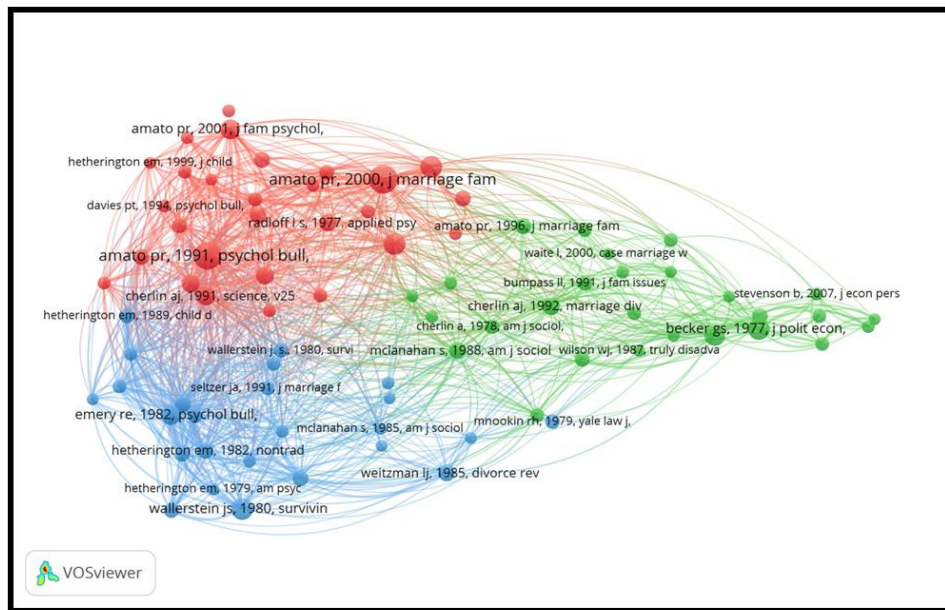 amato pr, 2001, j fam psychol,
hetherington em, 1999, j child
amato pr, 2000, j marriage fam
davies pt, 1994, psychol bull,
radloff l s, 1977, applied psy
amato pr, 1996, j marriage fam
amato pr, 1991, psychol bull,
waite l, 2000, case marriage w
bumpass ll, 1991, j fam issues
stevenson b, 2007, j econ pers
cherlin aj, 1991, science, v25
cherlin aj, 1992, marriage div
hetherington em, 1989, child d
cherlin a, 1978, am j sociol,
becker gs, 1977, j polit econ,
wallerstein j. s., 1980, survi
mclanahan s, 1988, am j sociol
wilson wj, 1987, truly disadva
seltzer ja, 1991, j marriage f
emery re, 1982, psychol bull,
mclanahan s, 1985, am j sociol
mnookin rh, 1979, yale law j,
hetherington em, 1982, nontrad
weitzman lj, 1985, divorce rev
hetherington em, 1979, am psyc
wallerstein js, 1980, survivin
VOSviewer